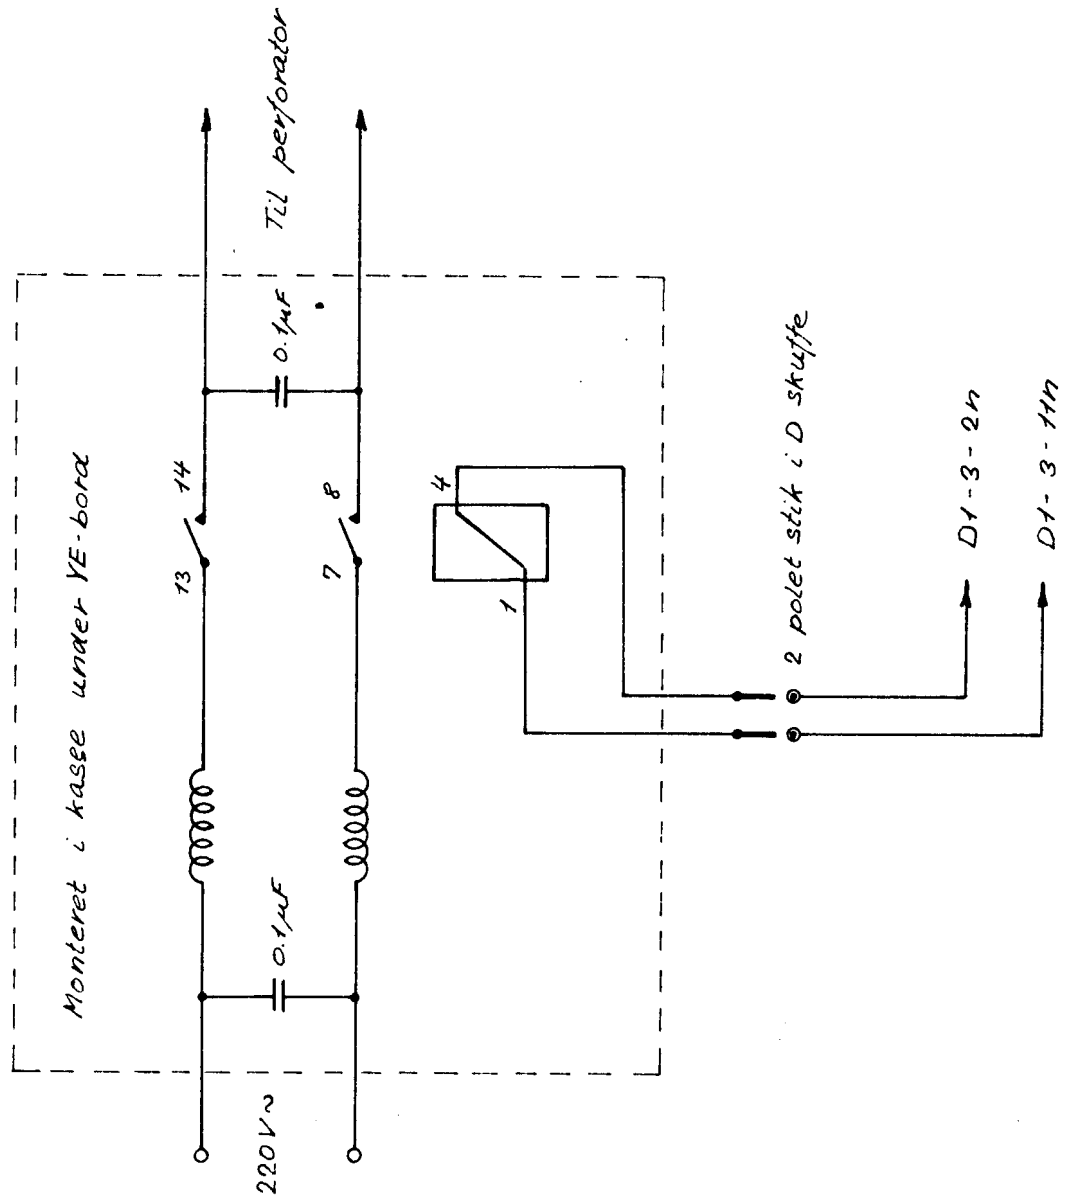 Monteret i kasse under YE-bord
220V~
0.1µF
13
14
7
8
0.1µF
Til perforator
1
4
2 polet stik i D skuffe
D1-3-2n
D1-3-11n